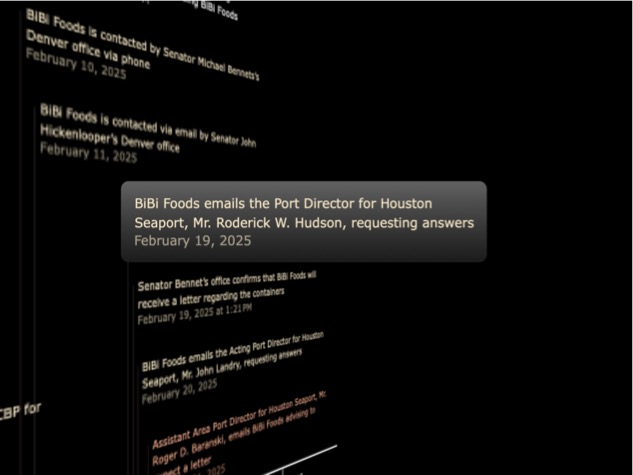 ng BiBi Foods
BiBi Foods is contacted by Senator Michael Bennets's
Denver office via phone
February 10, 2025
BiBi Foods is contacted via email by Senator John
Hickenlooper's Denver office
February 11, 2025
BiBi Foods emails the Port Director for Houston
Seaport, Mr. Roderick W. Hudson, requesting answers
February 19, 2025
Senator Bennet's office confirms that BiBi Foods will
receive a letter regarding the containers
February 19, 2025 at 1:21PM
BiBi Foods emails the Acting Port Director for Houston
Seaport, Mr. John Landry, requesting answers
February 20, 2025
CBP for
Assistant Area Port Director for Houston Seaport, Mr.
Roger D. Baranski, emails BiBi Foods advising to
a letter
2025